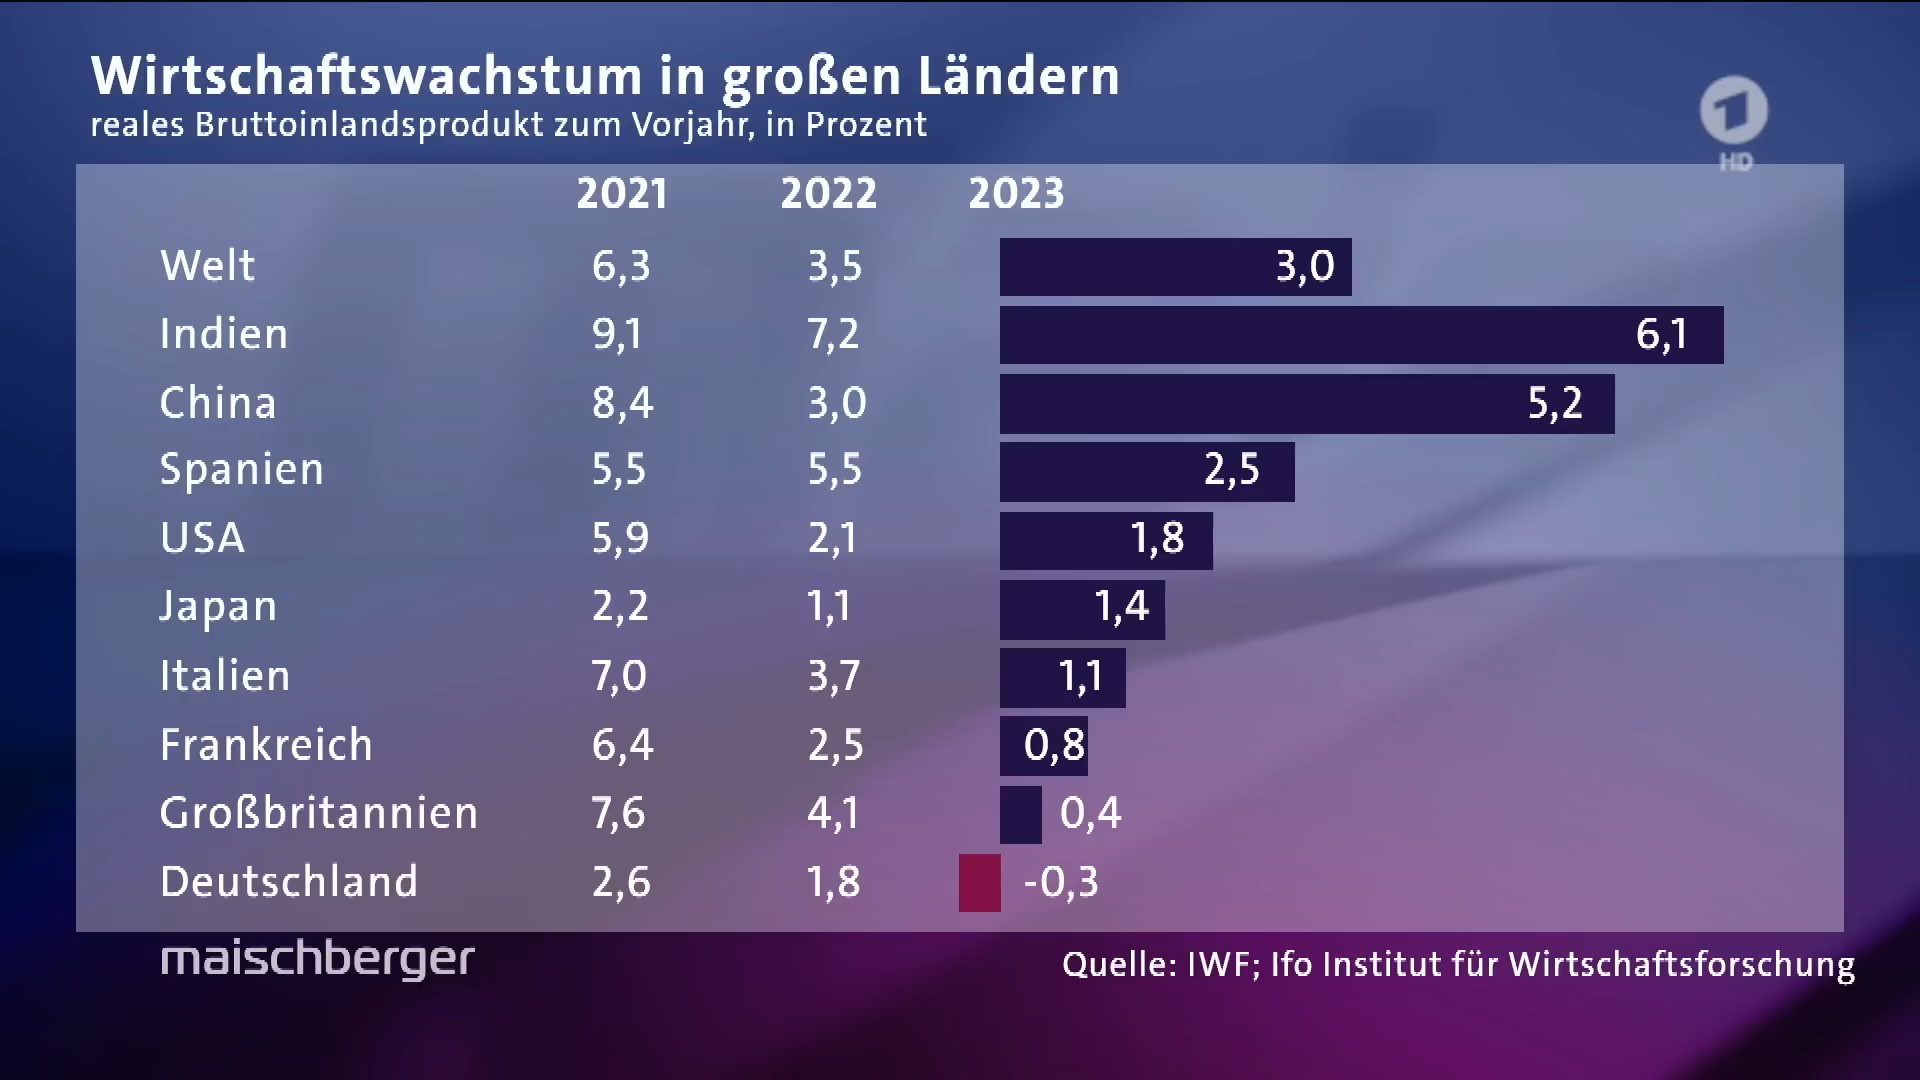 Wirtschaftswachstum in großen Ländern
reales Bruttoinlandsprodukt zum Vorjahr, in Prozent
1
HD
2021 2022 2023
Welt 6,3 3,5 3,0
Indien 9,1 7,2 6,1
China 8,4 3,0 5,2
Spanien 5,5 5,5 2,5
USA 5,9 2,1 1,8
Japan 2,2 1,1 1,4
Italien 7,0 3,7 1,1
Frankreich 6,4 2,5 0,8
Großbritannien 7,6 4,1 0,4
Deutschland 2,6 1,8 -0,3
maischberger
Quelle: IWF; Ifo Institut für Wirtschaftsforschung